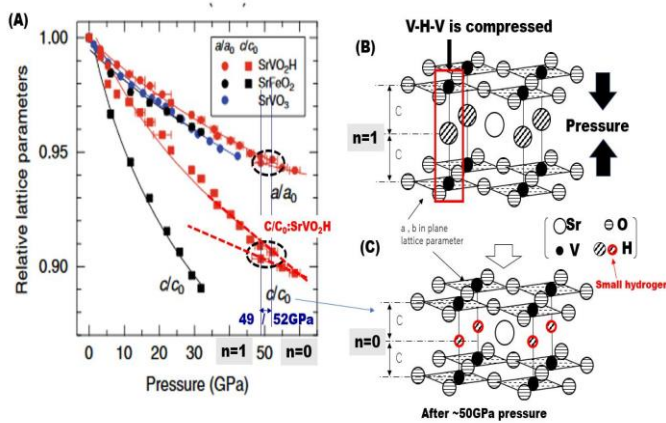 (A)
a/a₀ c/c₀
SrVO₂H
SrFeO₂
SrVO₃
Relative lattice parameters
1.00
0.95
0.90
a/a₀
C/C₀:SrVO₂H
c/c₀
c/c₀
49 / 52GPa
0 10 20 30 40 50 60
n=1 n=0
Pressure (GPa)
V-H-V is compressed
(B)
C
n=1
C
Pressure
a , b in plane
lattice parameter
Sr O
V H
Small hydrogen
(C)
C
n=0
C
After ~50GPa pressure